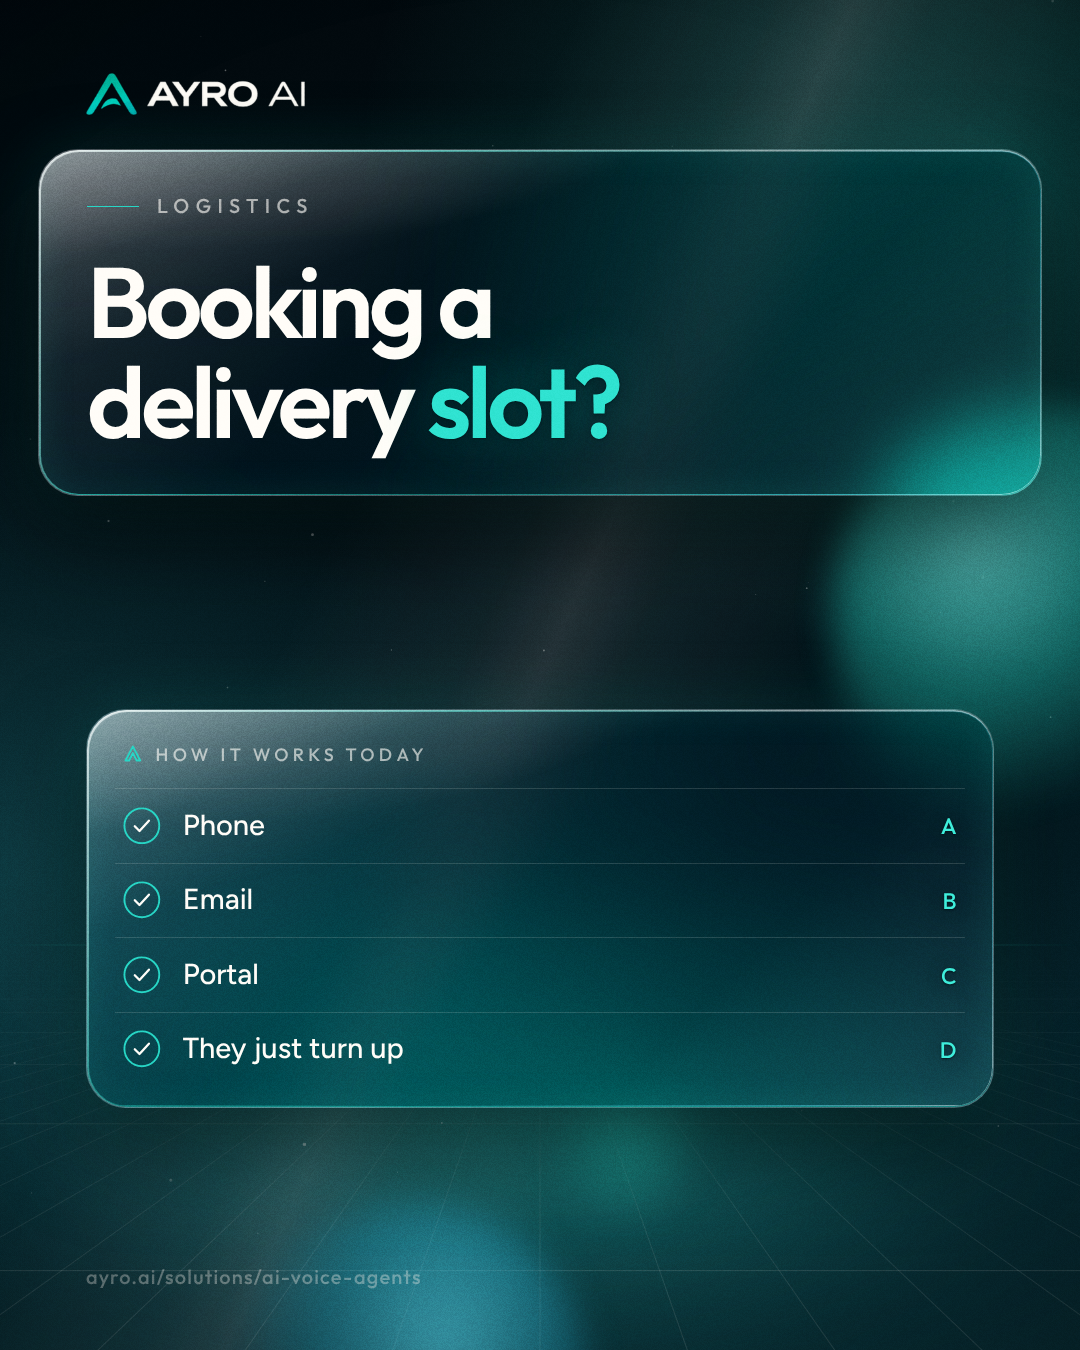 AYRO AI
LOGISTICS
Booking a
delivery slot?
HOW IT WORKS TODAY
Phone A
Email B
Portal C
They just turn up D
ayro.ai/solutions/ai-voice-agents